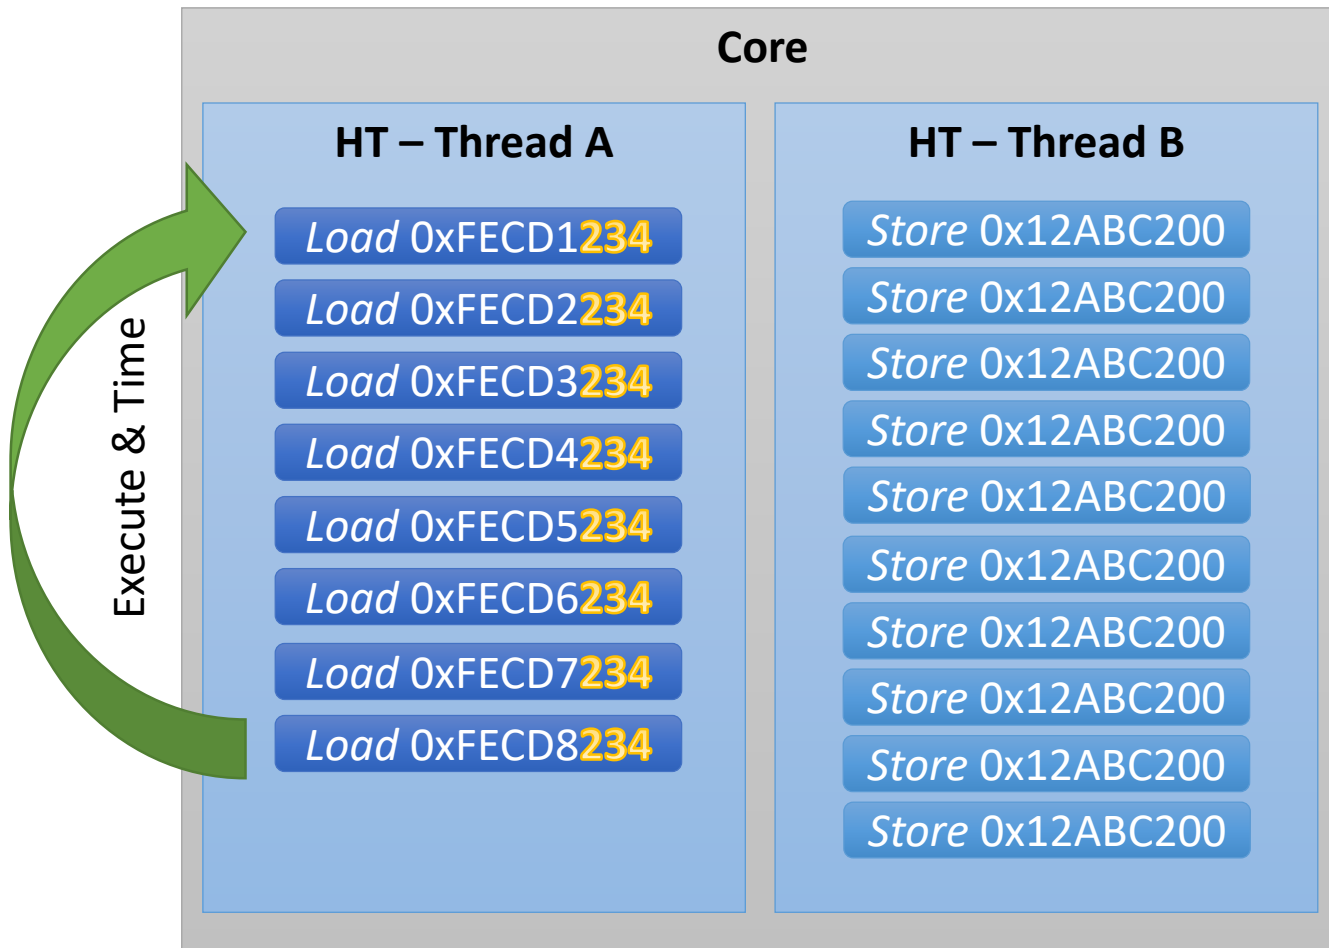 Core
HT – Thread A
Load 0xFECD1234
Load 0xFECD2234
Load 0xFECD3234
Load 0xFECD4234
Load 0xFECD5234
Load 0xFECD6234
Load 0xFECD7234
Load 0xFECD8234
Execute & Time
HT – Thread B
Store 0x12ABC200
Store 0x12ABC200
Store 0x12ABC200
Store 0x12ABC200
Store 0x12ABC200
Store 0x12ABC200
Store 0x12ABC200
Store 0x12ABC200
Store 0x12ABC200
Store 0x12ABC200